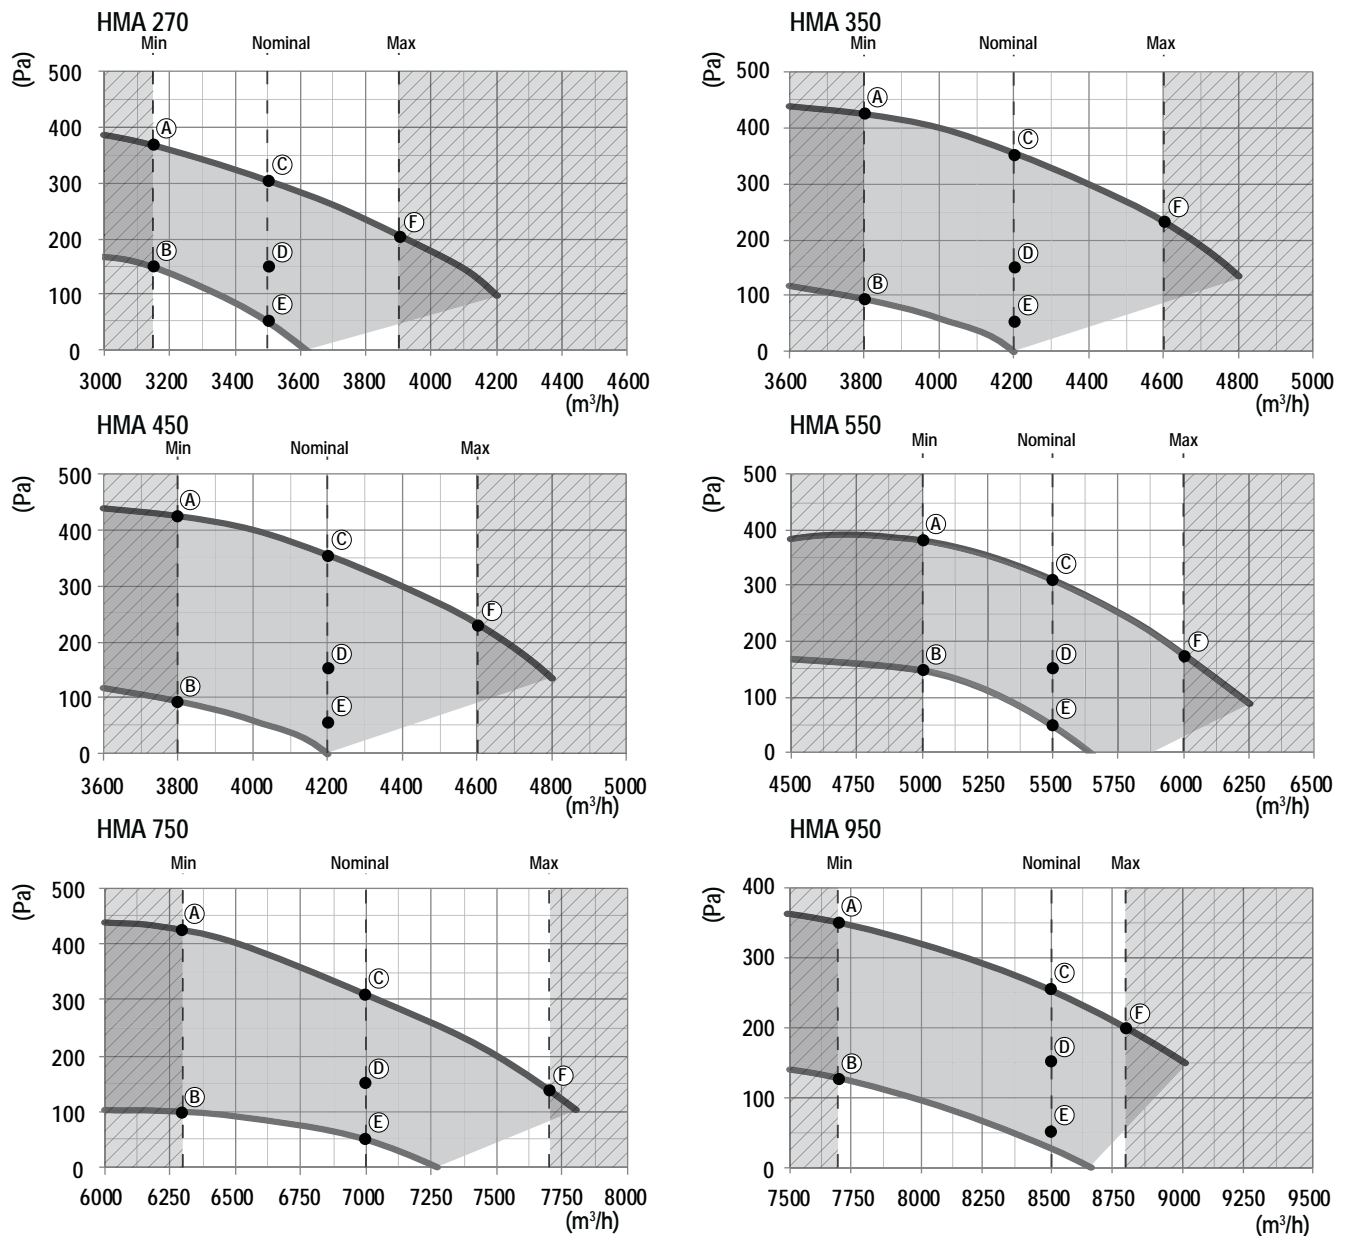 HMA 270
Min Nominal Max
(Pa)
500
400
300
200
100
0
A
C
F
B
D
E
3000 3200 3400 3600 3800 4000 4200 4400 4600
(m³/h)
HMA 350
Min Nominal Max
(Pa)
500
400
300
200
100
0
A
C
F
D
B
E
3600 3800 4000 4200 4400 4600 4800 5000
(m³/h)
HMA 450
Min Nominal Max
(Pa)
500
400
300
200
100
0
A
C
F
D
B
E
3600 3800 4000 4200 4400 4600 4800 5000
(m³/h)
HMA 550
Min Nominal Max
(Pa)
500
400
300
200
100
0
A
C
F
B
D
E
4500 4750 5000 5250 5500 5750 6000 6250 6500
(m³/h)
HMA 750
Min Nominal Max
(Pa)
500
400
300
200
100
0
A
C
D
F
B
E
6000 6250 6500 6750 7000 7250 7500 7750 8000
(m³/h)
HMA 950
Min Nominal Max
(Pa)
400
300
200
100
0
A
C
F
D
B
E
7500 7750 8000 8250 8500 8750 9000 9250 9500
(m³/h)